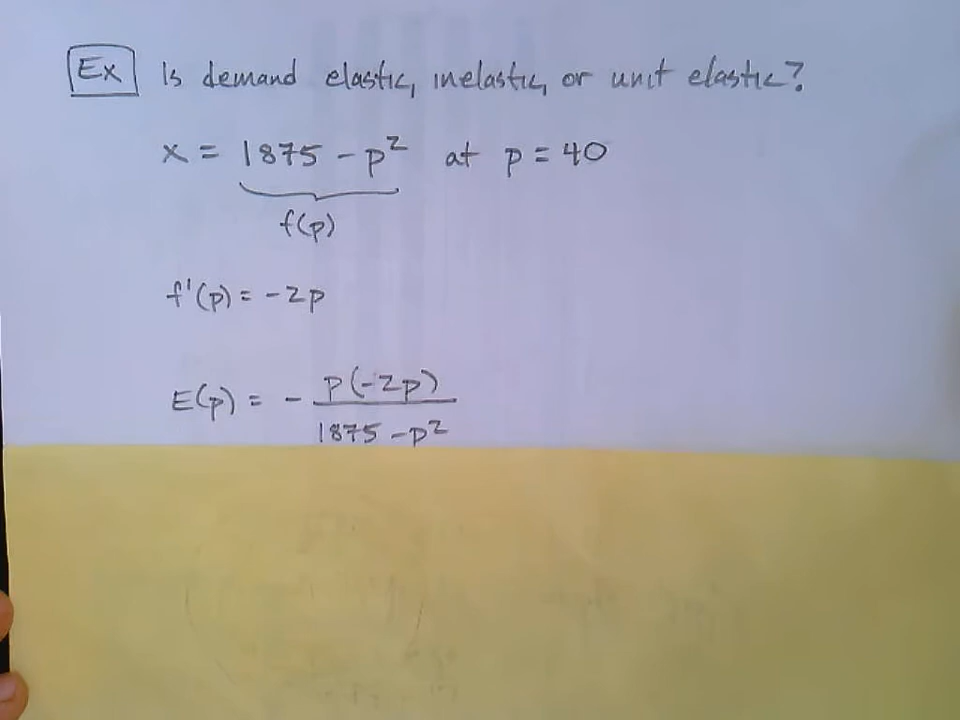 Ex Is demand elastic, inelastic, or unit elastic?
x = 1875 - p² at p = 40
f(p)
f'(p) = -2p
E(p) = - p(-2p) / 1875 - p²